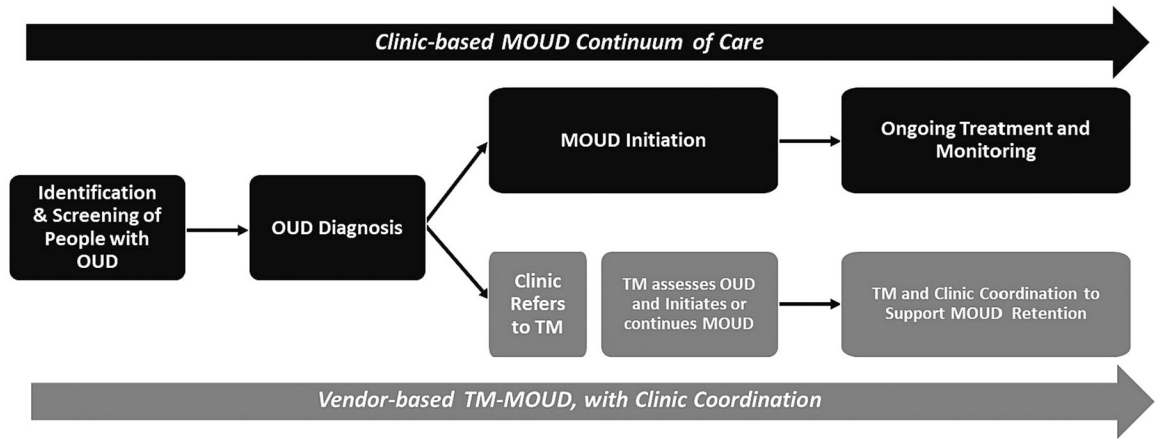 Clinic-based MOUD Continuum of Care
MOUD Initiation
Ongoing Treatment and
Monitoring
Identification
& Screening of
People with
OUD
OUD Diagnosis
Clinic
Refers
to TM
TM assesses OUD
and Initiates or
continues MOUD
TM and Clinic Coordination to
Support MOUD Retention
Vendor-based TM-MOUD, with Clinic Coordination